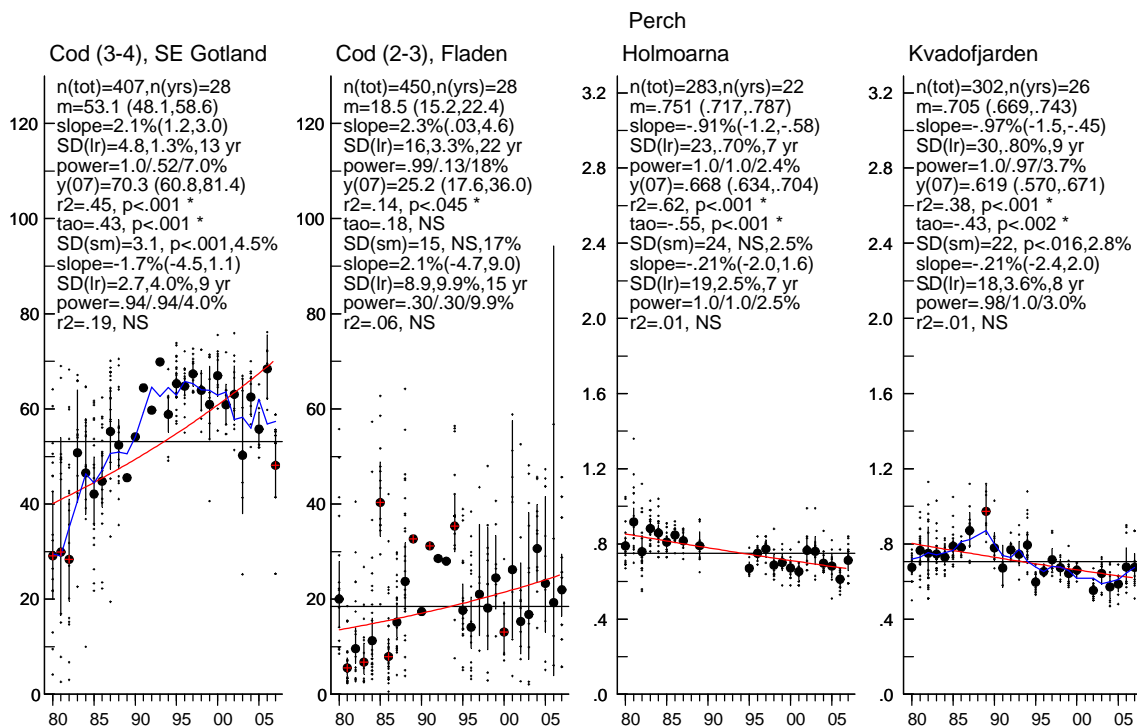 Perch
Cod (3-4), SE Gotland
n(tot)=407,n(yrs)=28
m=53.1 (48.1,58.6)
slope=2.1%(1.2,3.0)
SD(lr)=4.8,1.3%,13 yr
power=1.0/.52/7.0%
y(07)=70.3 (60.8,81.4)
r2=.45, p<.001 *
tao=.43, p<.001 *
SD(sm)=3.1, p<.001,4.5%
slope=-1.7%(-4.5,1.1)
SD(lr)=2.7,4.0%,9 yr
power=.94/.94/4.0%
r2=.19, NS
120
100
80
60
40
20
0
80 85 90 95 00 05
Cod (2-3), Fladen
n(tot)=450,n(yrs)=28
m=18.5 (15.2,22.4)
slope=2.3%(.03,4.6)
SD(lr)=16,3.3%,22 yr
power=.99/.13/18%
y(07)=25.2 (17.6,36.0)
r2=.14, p<.045 *
tao=.18, NS
SD(sm)=15, NS,17%
slope=2.1%(-4.7,9.0)
SD(lr)=8.9,9.9%,15 yr
power=.30/.30/9.9%
r2=.06, NS
120
100
80
60
40
20
0
80 85 90 95 00 05
Holmoarna
n(tot)=283,n(yrs)=22
m=.751 (.717,.787)
slope=-.91%(-1.2,-.58)
SD(lr)=23,.70%,7 yr
power=1.0/1.0/2.4%
y(07)=.668 (.634,.704)
r2=.62, p<.001 *
tao=-.55, p<.001 *
SD(sm)=24, NS,2.5%
slope=-.21%(-2.0,1.6)
SD(lr)=19,2.5%,7 yr
power=1.0/1.0/2.5%
r2=.01, NS
3.2
2.8
2.4
2.0
1.6
1.2
.8
.4
.0
80 85 90 95 00 05
Kvadofjarden
n(tot)=302,n(yrs)=26
m=.705 (.669,.743)
slope=-.97%(-1.5,-.45)
SD(lr)=30,.80%,9 yr
power=1.0/.97/3.7%
y(07)=.619 (.570,.671)
r2=.38, p<.001 *
tao=-.43, p<.002 *
SD(sm)=22, p<.016,2.8%
slope=-.21%(-2.4,2.0)
SD(lr)=18,3.6%,8 yr
power=.98/1.0/3.0%
r2=.01, NS
3.2
2.8
2.4
2.0
1.6
1.2
.8
.4
.0
80 85 90 95 00 05